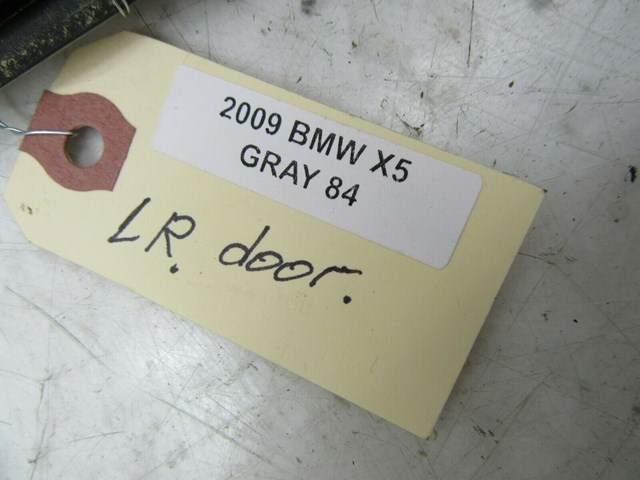 2009 BMW X5
GRAY 84
LR. door.